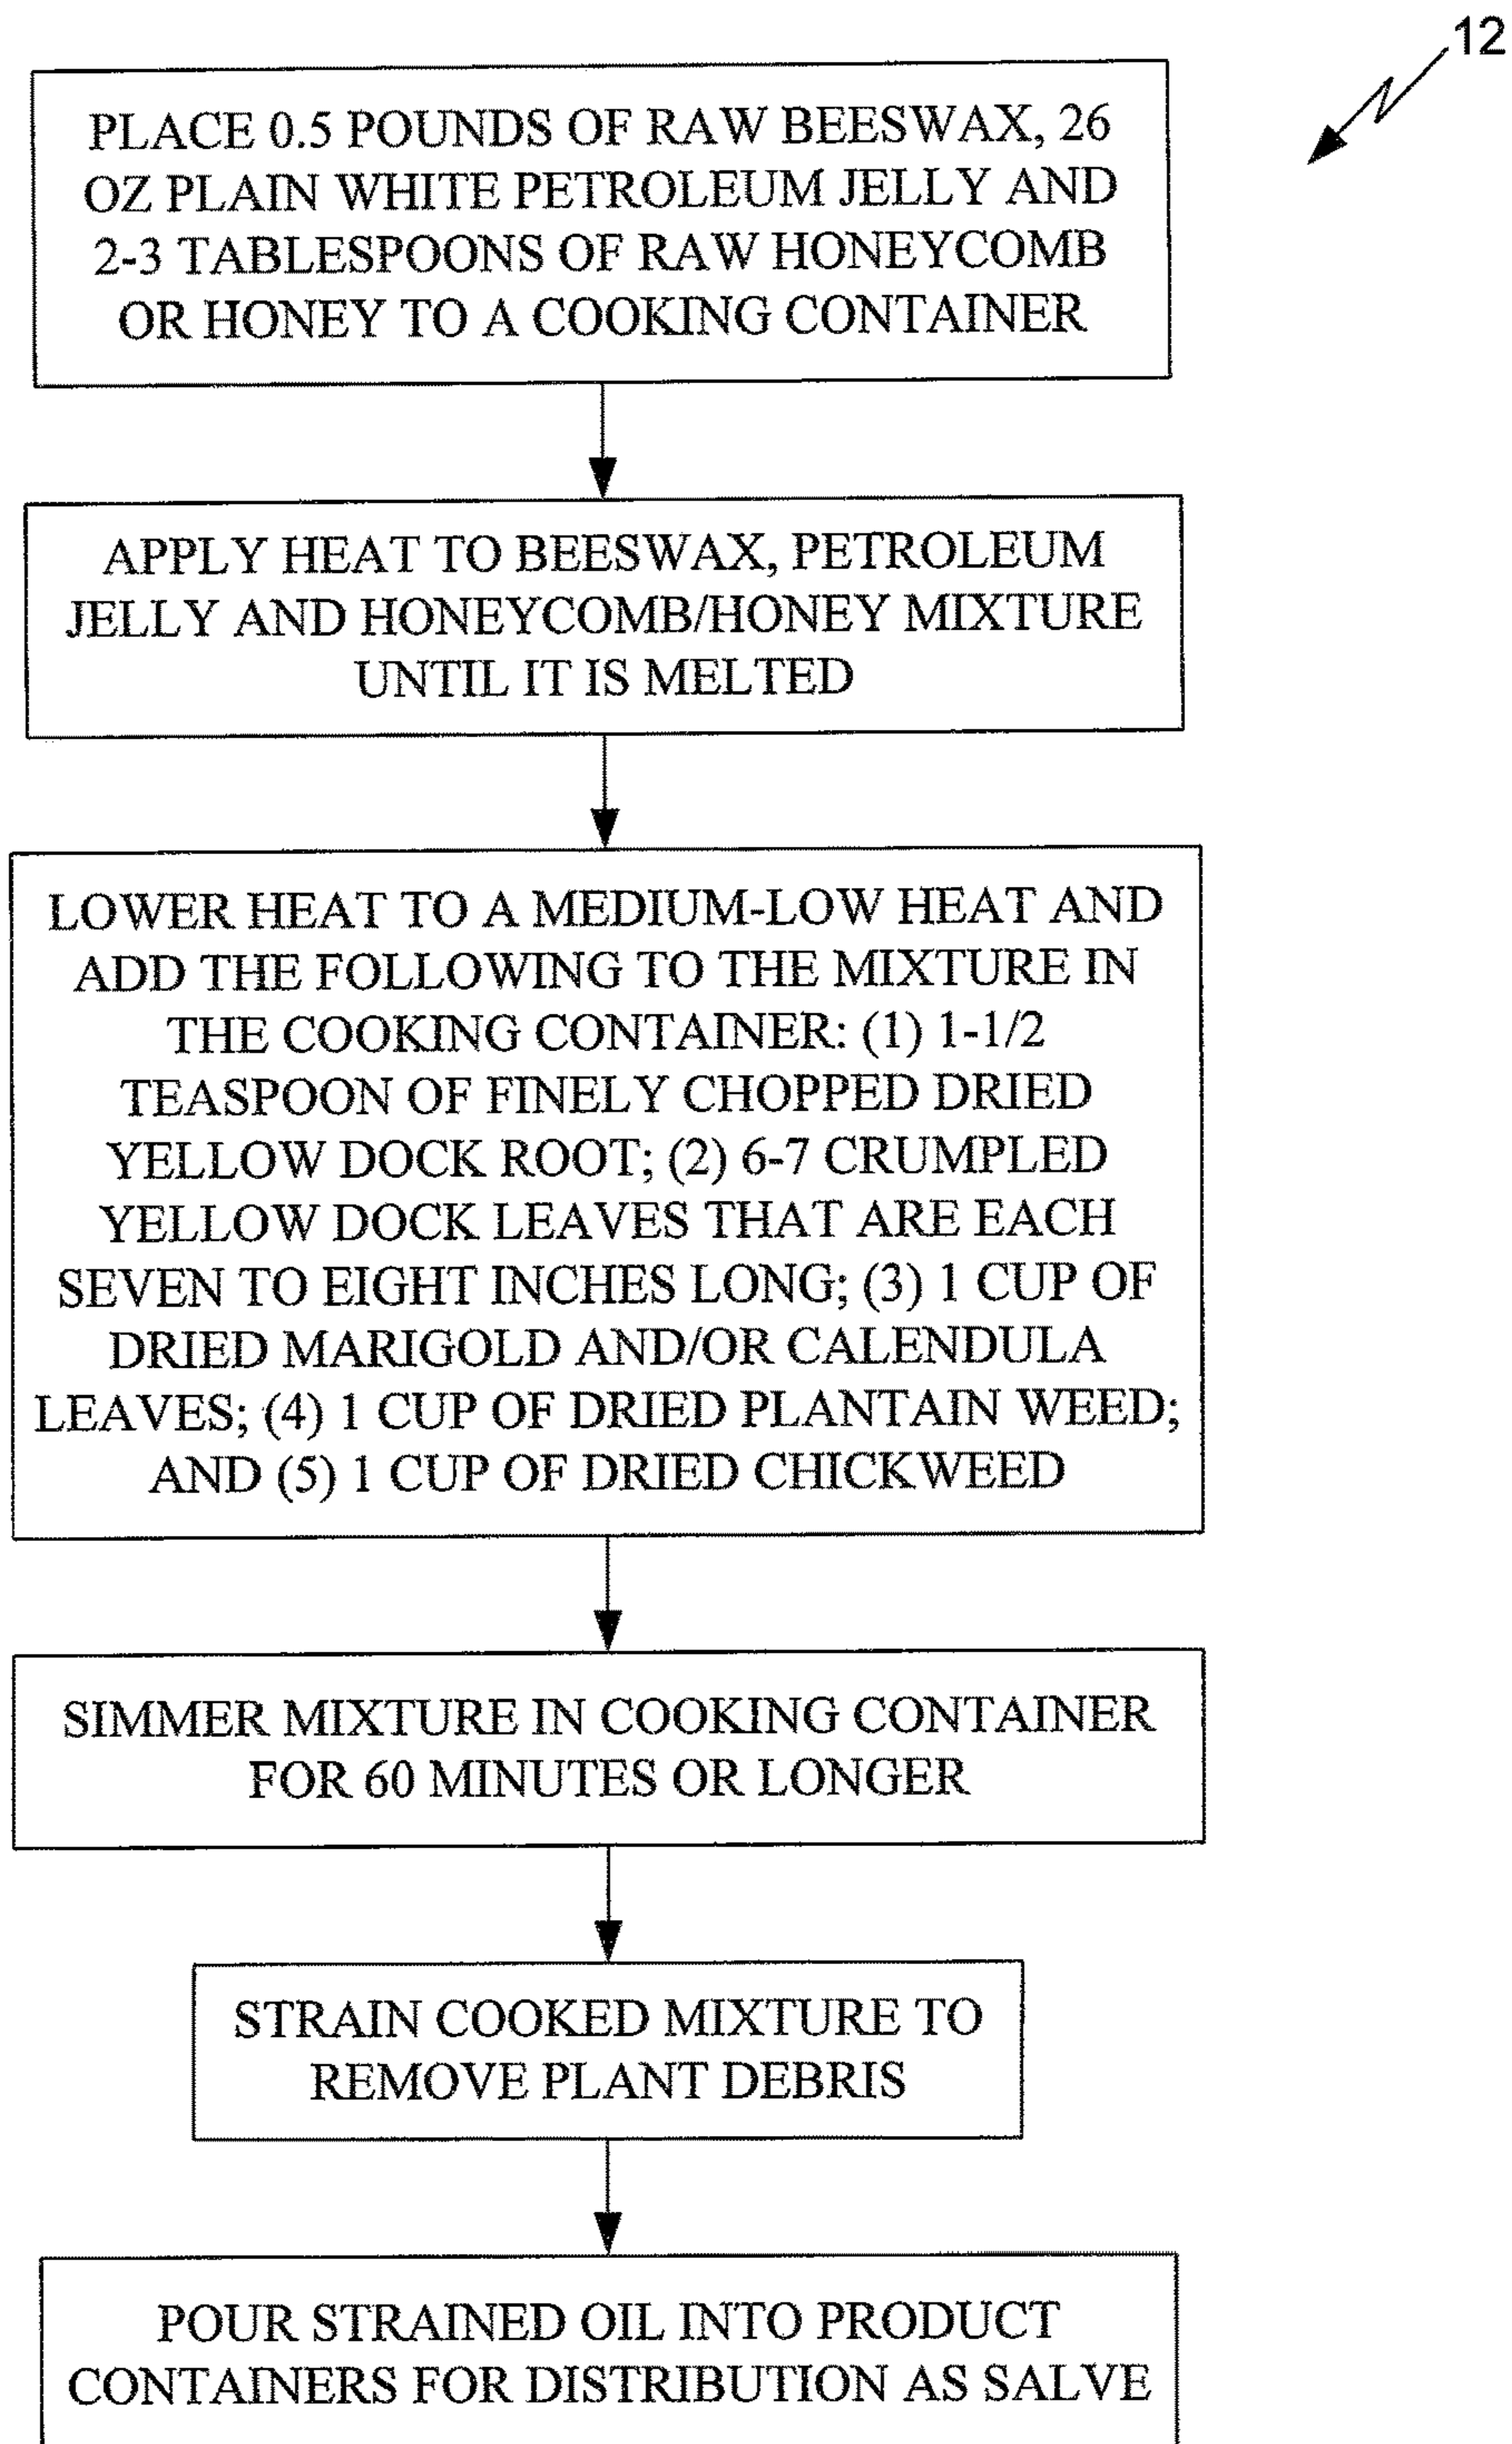 12
PLACE 0.5 POUNDS OF RAW BEESWAX, 26
OZ PLAIN WHITE PETROLEUM JELLY AND
2-3 TABLESPOONS OF RAW HONEYCOMB
OR HONEY TO A COOKING CONTAINER
APPLY HEAT TO BEESWAX, PETROLEUM
JELLY AND HONEYCOMB/HONEY MIXTURE
UNTIL IT IS MELTED
LOWER HEAT TO A MEDIUM-LOW HEAT AND
ADD THE FOLLOWING TO THE MIXTURE IN
THE COOKING CONTAINER: (1) 1-1/2
TEASPOON OF FINELY CHOPPED DRIED
YELLOW DOCK ROOT; (2) 6-7 CRUMPLED
YELLOW DOCK LEAVES THAT ARE EACH
SEVEN TO EIGHT INCHES LONG; (3) 1 CUP OF
DRIED MARIGOLD AND/OR CALENDULA
LEAVES; (4) 1 CUP OF DRIED PLANTAIN WEED;
AND (5) 1 CUP OF DRIED CHICKWEED
SIMMER MIXTURE IN COOKING CONTAINER
FOR 60 MINUTES OR LONGER
STRAIN COOKED MIXTURE TO
REMOVE PLANT DEBRIS
POUR STRAINED OIL INTO PRODUCT
CONTAINERS FOR DISTRIBUTION AS SALVE